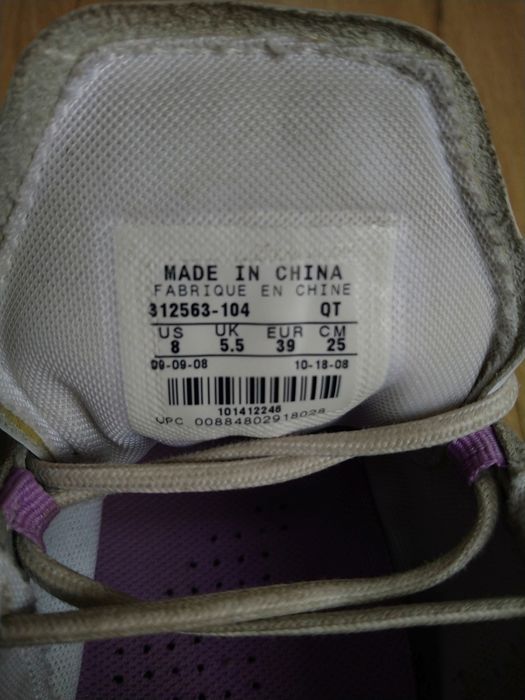 MADE IN CHINA
FABRIQUE EN CHINE
312563-104 QT
US UK EUR CM
8 5.5 39 25
09-09-08 10-18-08
101412248
UPC 00884802918028